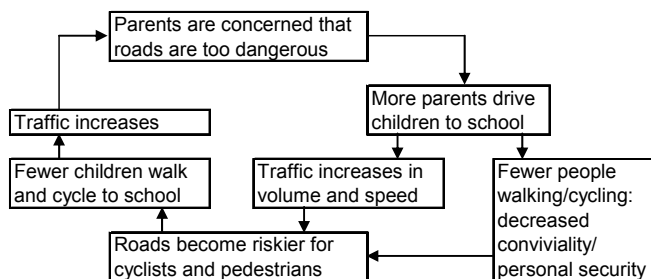 Parents are concerned that
roads are too dangerous
More parents drive
children to school
Traffic increases
Fewer children walk
and cycle to school
Traffic increases in
volume and speed
Fewer people
walking/cycling:
decreased
conviviality/
personal security
Roads become riskier for
cyclists and pedestrians